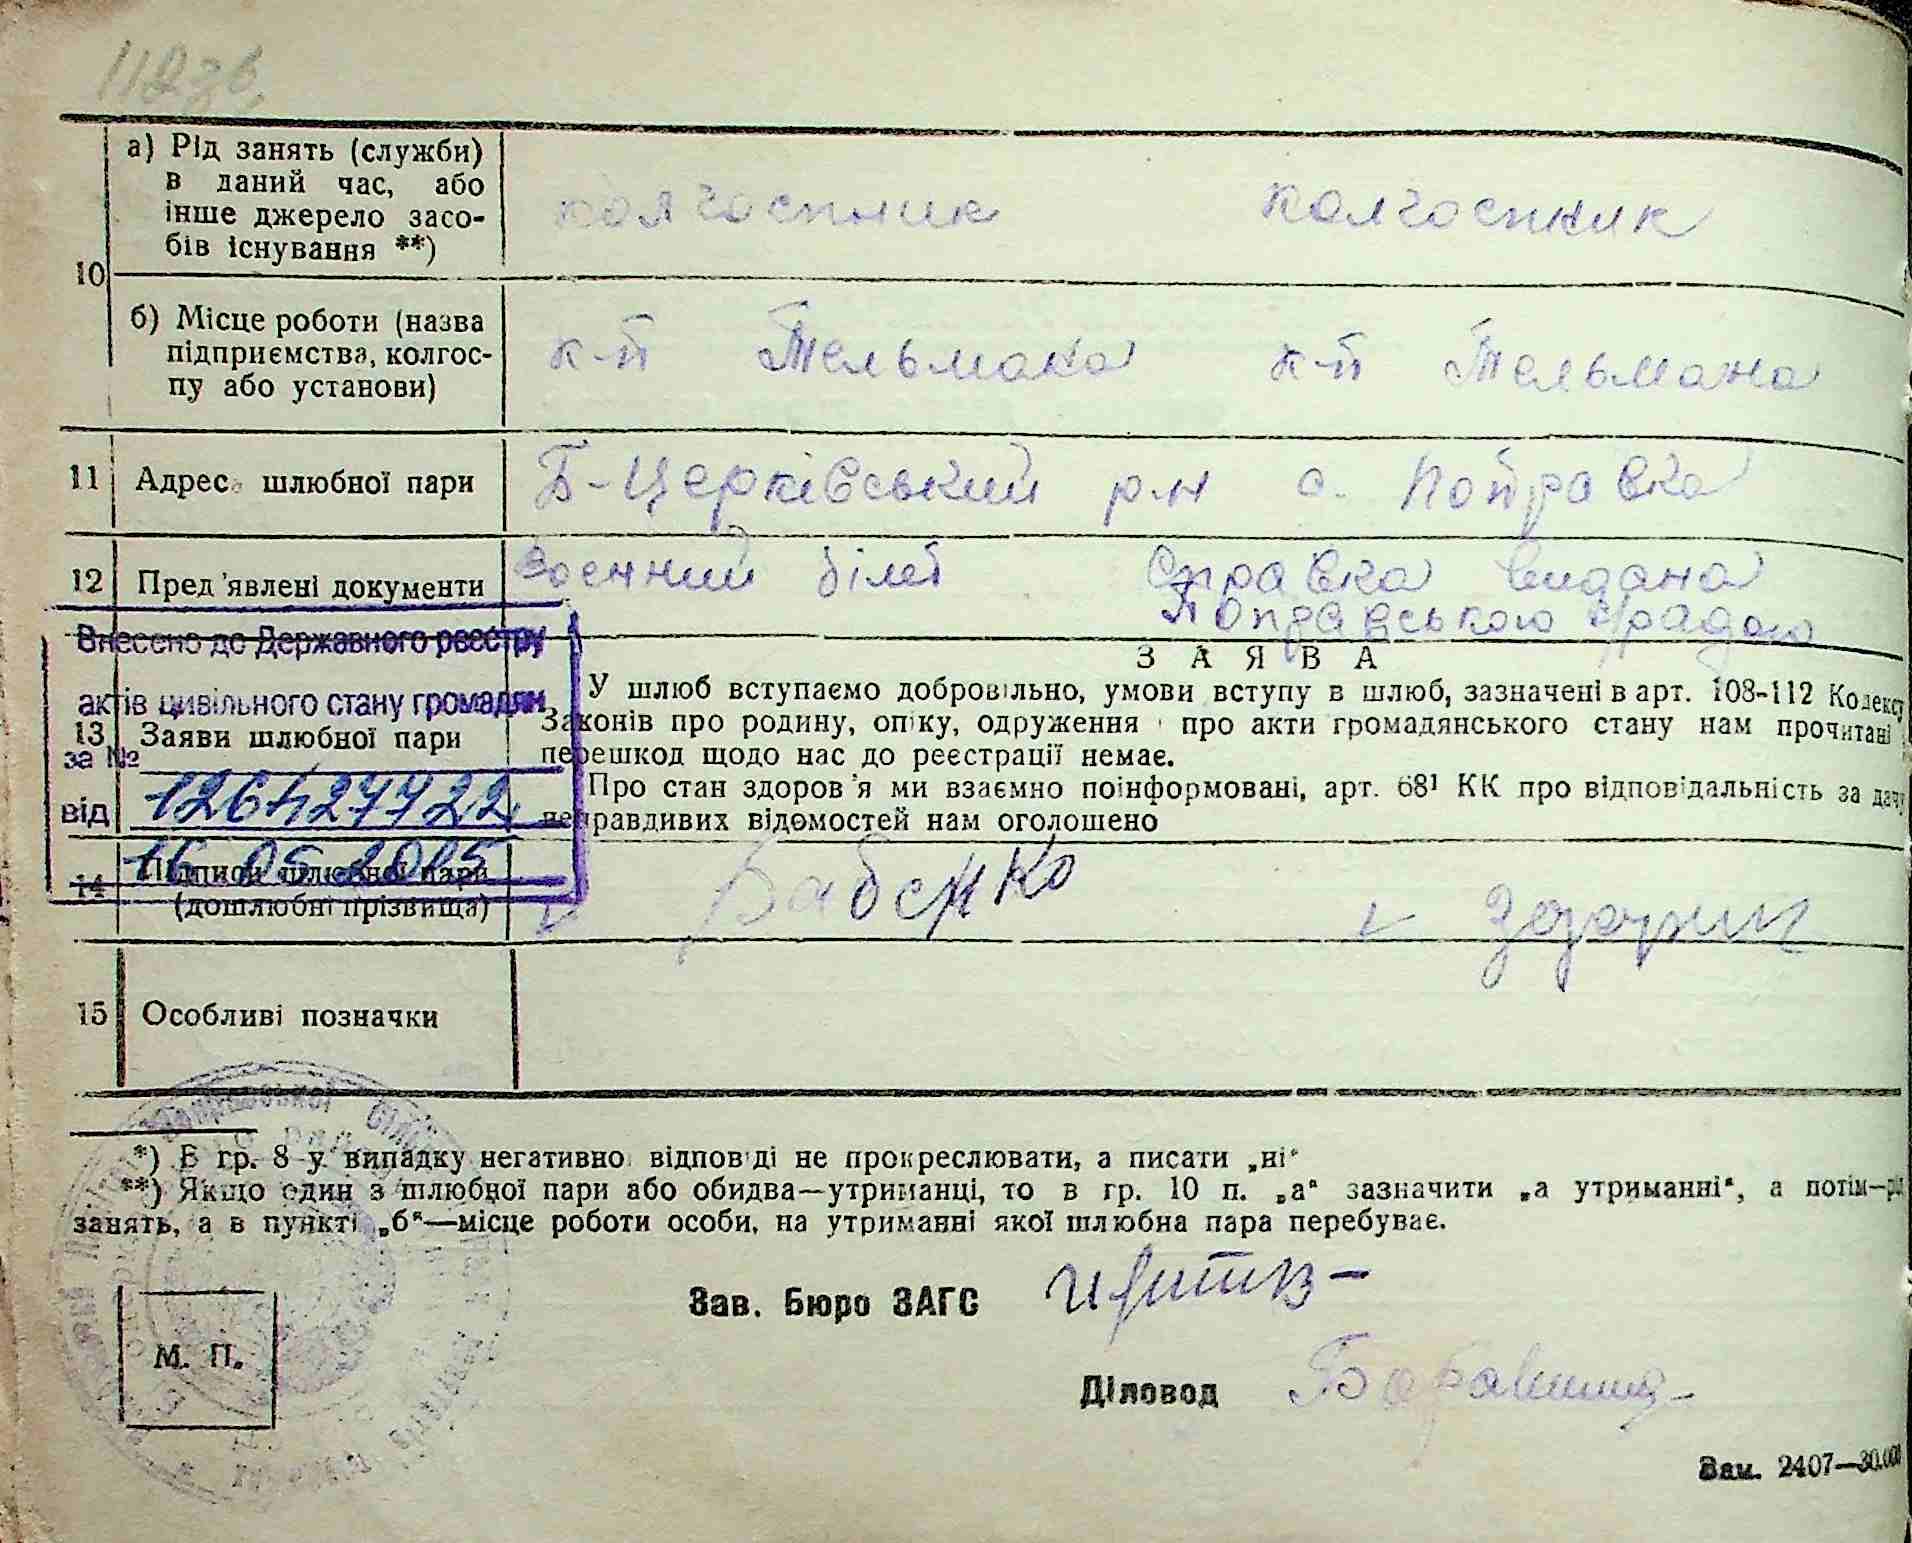 112зв.
10
а) Рід занять (служби) в даний час, або інше джерело засобів існування **)
колгоспник колгоспник
б) Місце роботи (назва підприємства, колгоспу або установи)
к-п Тельмана к-п Тельмана
11 Адреса шлюбної пари
Б-Церківський р-н с. Потравка
12 Пред'явлені документи
воєнний білет справка видана
с/радою
Внесено до Державного реєстру
актів цивільного стану громадян
за №
126427722
від 16 05 2025
З А Я В А
13 Заяви шлюбної пари
У шлюб вступаємо добровільно, умови вступу в шлюб, зазначені в арт. 108-112 Кодексу
Законів про родину, опіку, одруження і про акти громадянського стану нам прочитані
перешкод щодо нас до реєстрації немає.
Про стан здоров'я ми взаємно поінформовані, арт. 68¹ КК про відповідальність за дачу
неправдивих відомостей нам оголошено
14 Підписи шлюбної пари
(дошлюбні прізвища)
Бабенко
15 Особливі позначки
*) В гр. 8 у випадку негативної відповіді не прокреслювати, а писати „ні"
**) Якщо один з шлюбної пари або обидва—утриманці, то в гр. 10 п. „а" зазначити „а утриманні", а потім—рід
занять, а в пункті „б"—місце роботи особи, на утриманні якої шлюбна пара перебуває.
Зав. Бюро ЗАГС
М. П.
Діловод
Зам. 2407—30.000